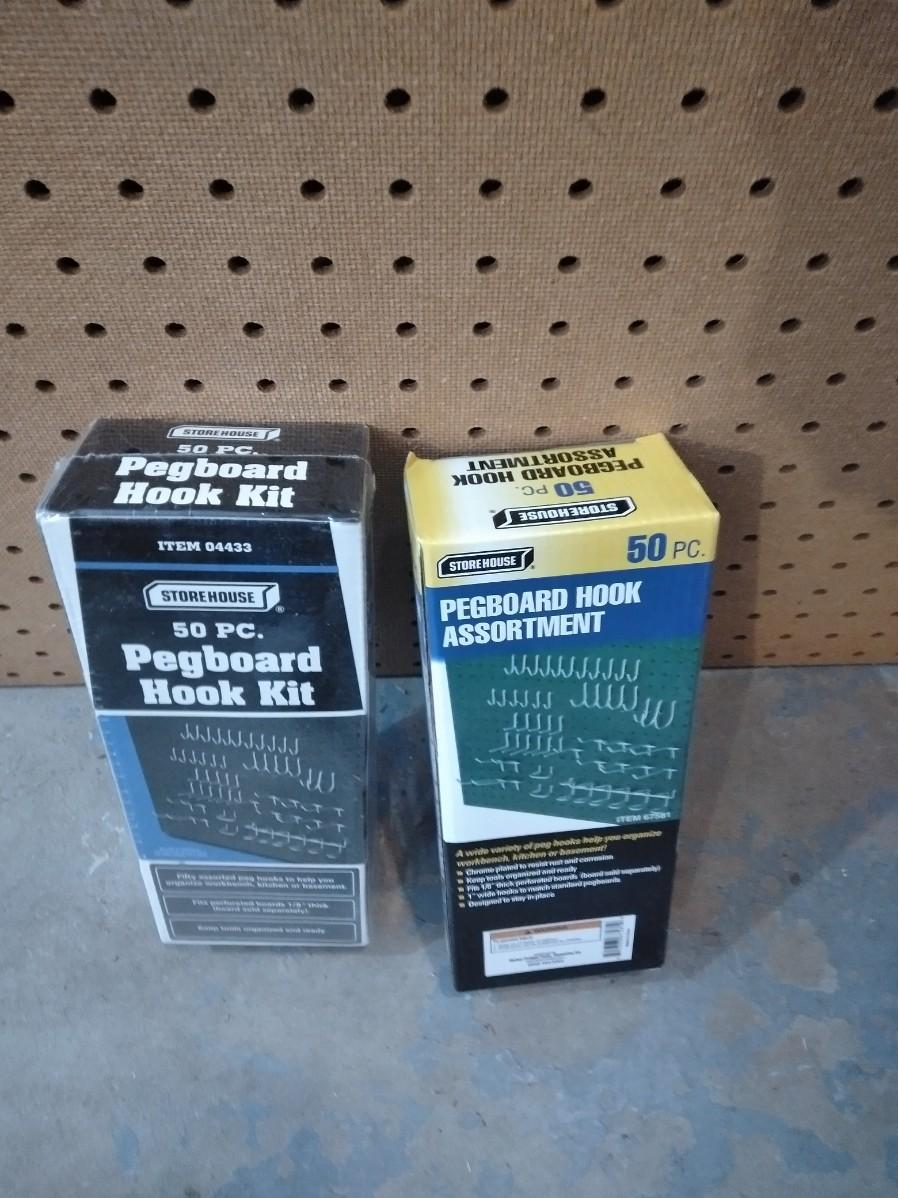 STOREHOUSE
50 PC.
Pegboard
Hook Kit
ITEM 04433
STOREHOUSE
50 PC.
Pegboard
Hook Kit
Fifty assorted peg hooks to help you
organize workbench, kitchen or basement.
Fits perforated boards 1/8" thick
(board sold separately).
Keep tools organized and ready
STOREHOUSE
50 PC.
PEGBOARD HOOK
ASSORTMENT
STOREHOUSE
50 PC.
PEGBOARD HOOK
ASSORTMENT
ITEM 67581
A wide variety of peg hooks help you organize
workbench, kitchen or basement!
Chrome plated to resist rust and corrosion
Keep tools organized and ready
Fits 1/8" thick perforated boards (board sold separately)
1" wide hooks to match standard pegboards
Designed to stay in place
WARNING